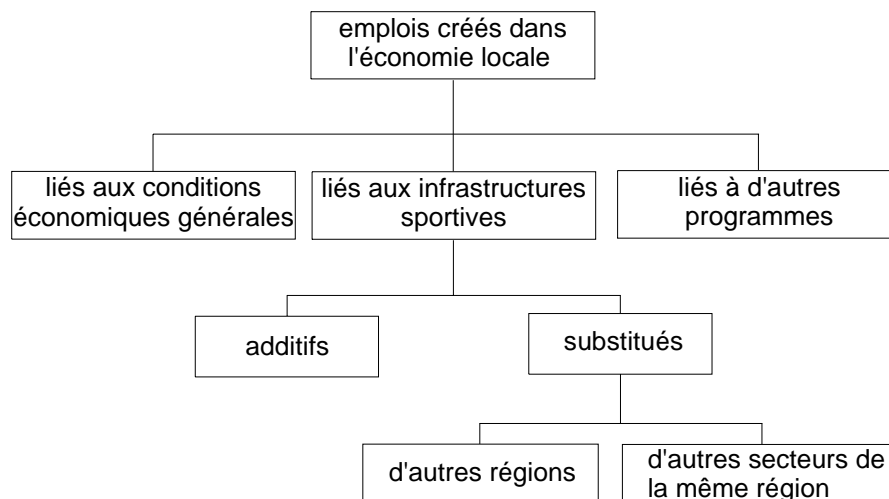 emplois créés dans
l'économie locale
liés aux conditions
économiques générales
liés aux infrastructures
sportives
liés à d'autres
programmes
additifs
substitués
d'autres régions
d'autres secteurs de
la même région